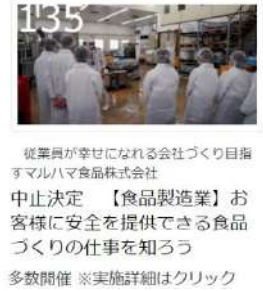 135
従業員が幸せになれる会社づくり目指
すマルハマ食品株式会社
中止決定　【食品製造業】お
客様に安全を提供できる食品
づくりの仕事を知ろう
多数開催 ※実施詳細はクリック